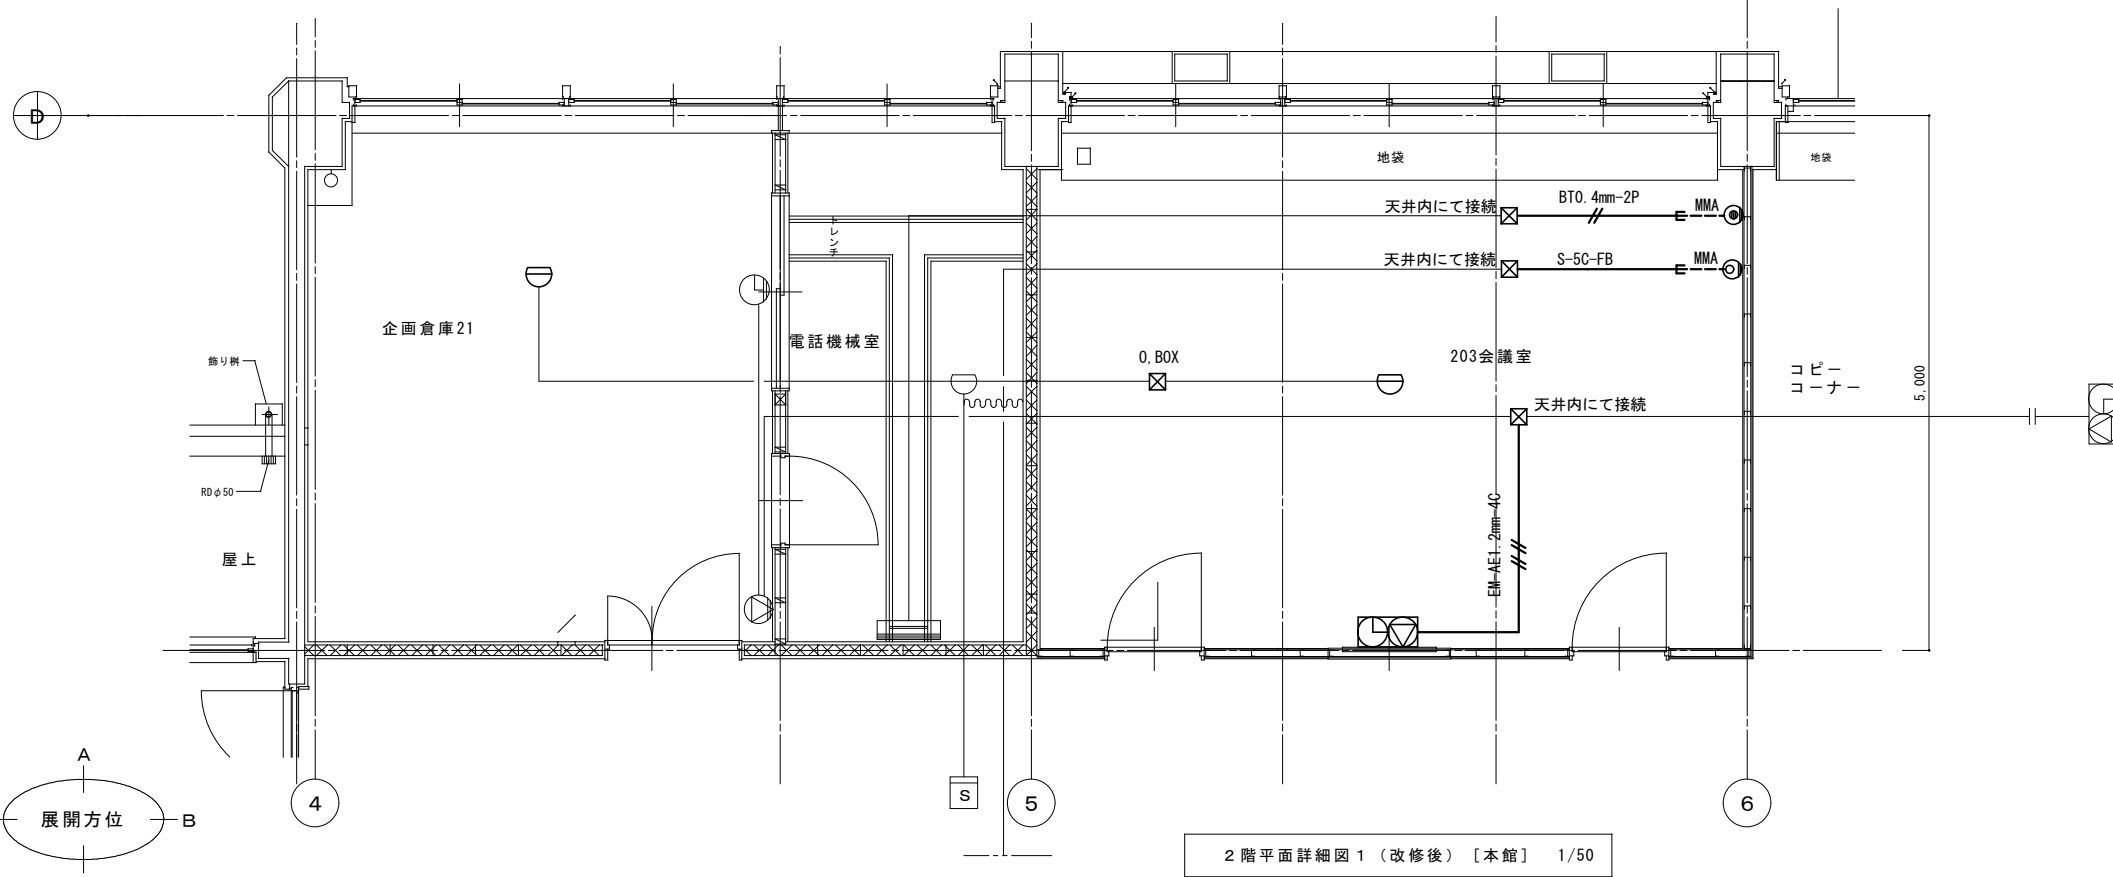 D
地袋
地袋
天井内にて接続
BT0.4mm-2P
MMA
トレンチ
天井内にて接続
S-5C-FB
MMA
企画倉庫21
電話機械室
O,BOX
203会議室
飾り桝
コピー
コーナー
5,000
天井内にて接続
RDφ50
EM-AE1.2mm-4C
屋上
A
展開方位
B
4
S
5
6
2階平面詳細図1（改修後）［本館］ 1/50